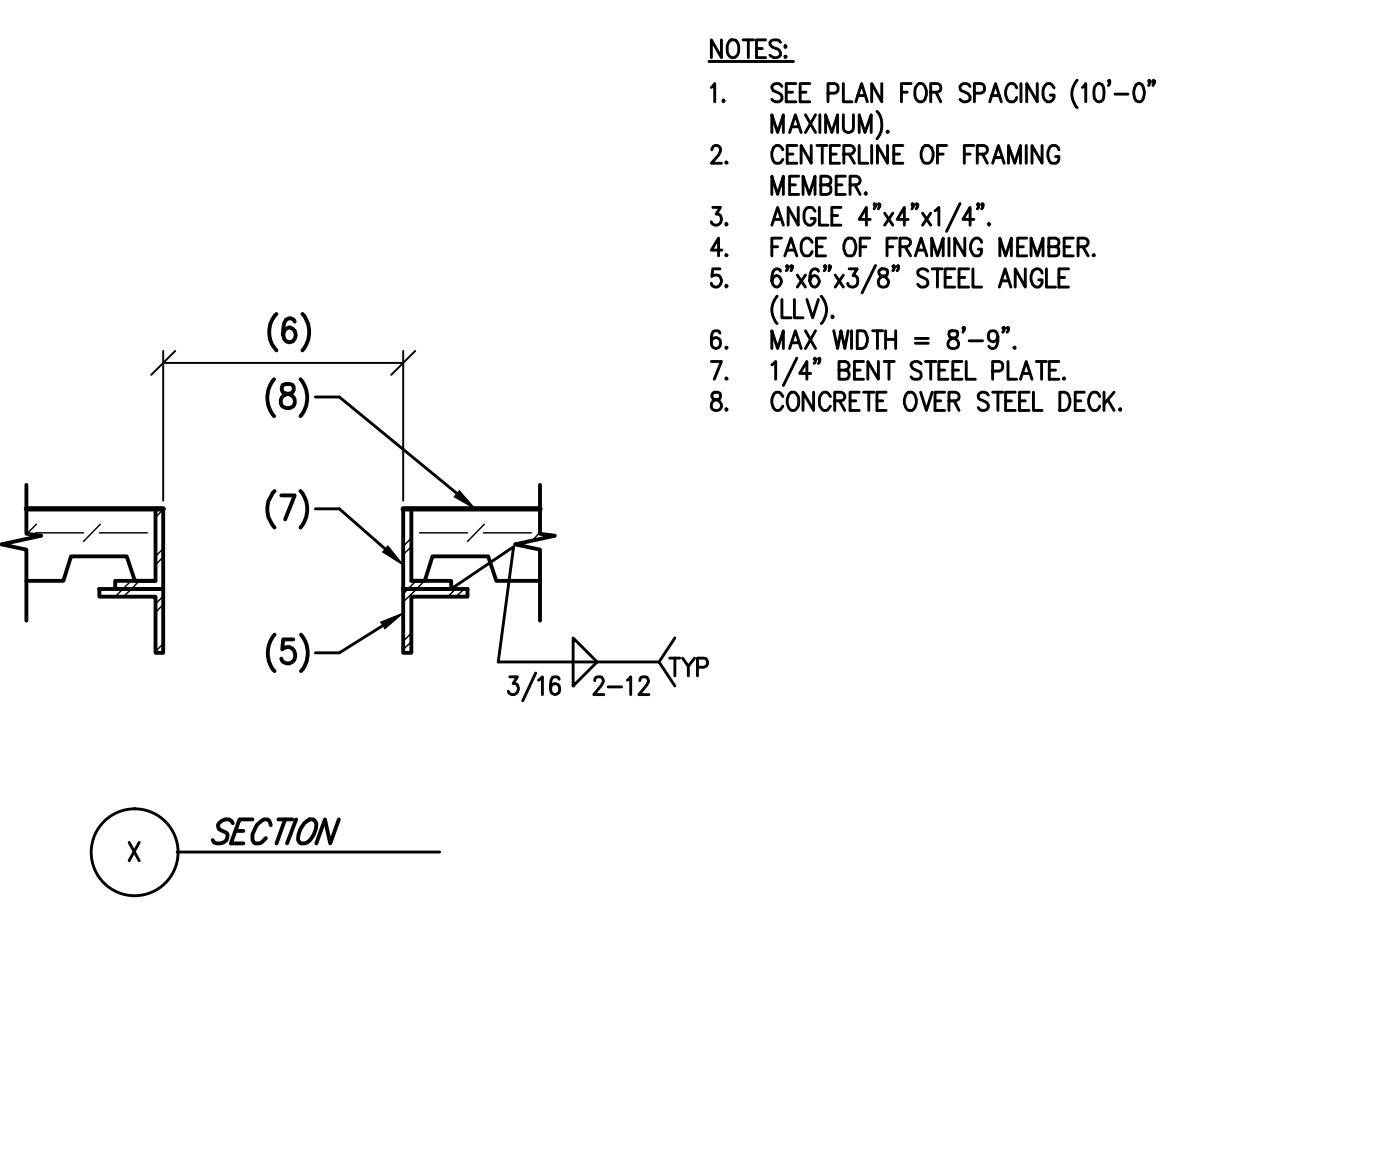 NOTES:
1. SEE PLAN FOR SPACING (10'-0"
MAXIMUM).
2. CENTERLINE OF FRAMING
MEMBER.
3. ANGLE 4"x4"x1/4".
4. FACE OF FRAMING MEMBER.
5. 6"x6"x3/8" STEEL ANGLE
(LLV).
6. MAX WIDTH = 8'-9".
7. 1/4" BENT STEEL PLATE.
8. CONCRETE OVER STEEL DECK.
(6)
(8)
(7)
(5)
TYP
3/16 2-12
SECTION
X